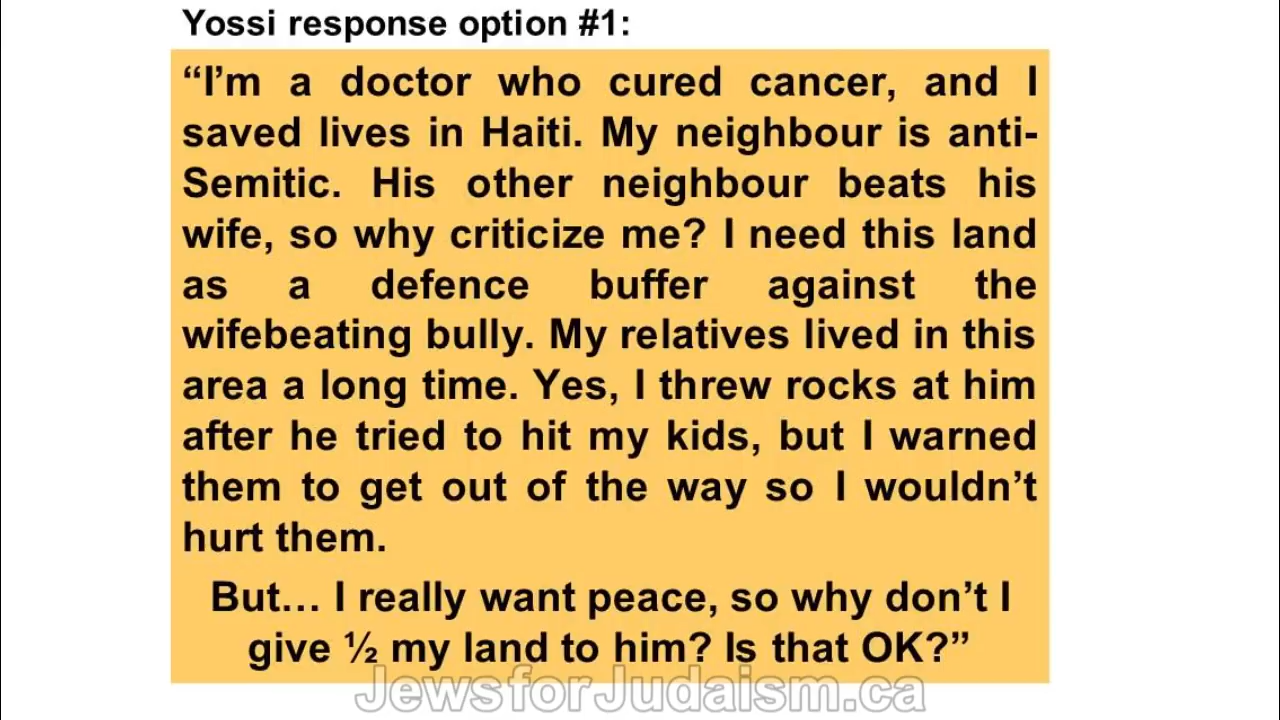 Yossi response option #1:
“I’m a doctor who cured cancer, and I
saved lives in Haiti. My neighbour is anti-
Semitic. His other neighbour beats his
wife, so why criticize me? I need this land
as a defence buffer against the
wifebeating bully. My relatives lived in this
area a long time. Yes, I threw rocks at him
after he tried to hit my kids, but I warned
them to get out of the way so I wouldn’t
hurt them.
But… I really want peace, so why don’t I
give ½ my land to him? Is that OK?”
JewsforJudaism.ca